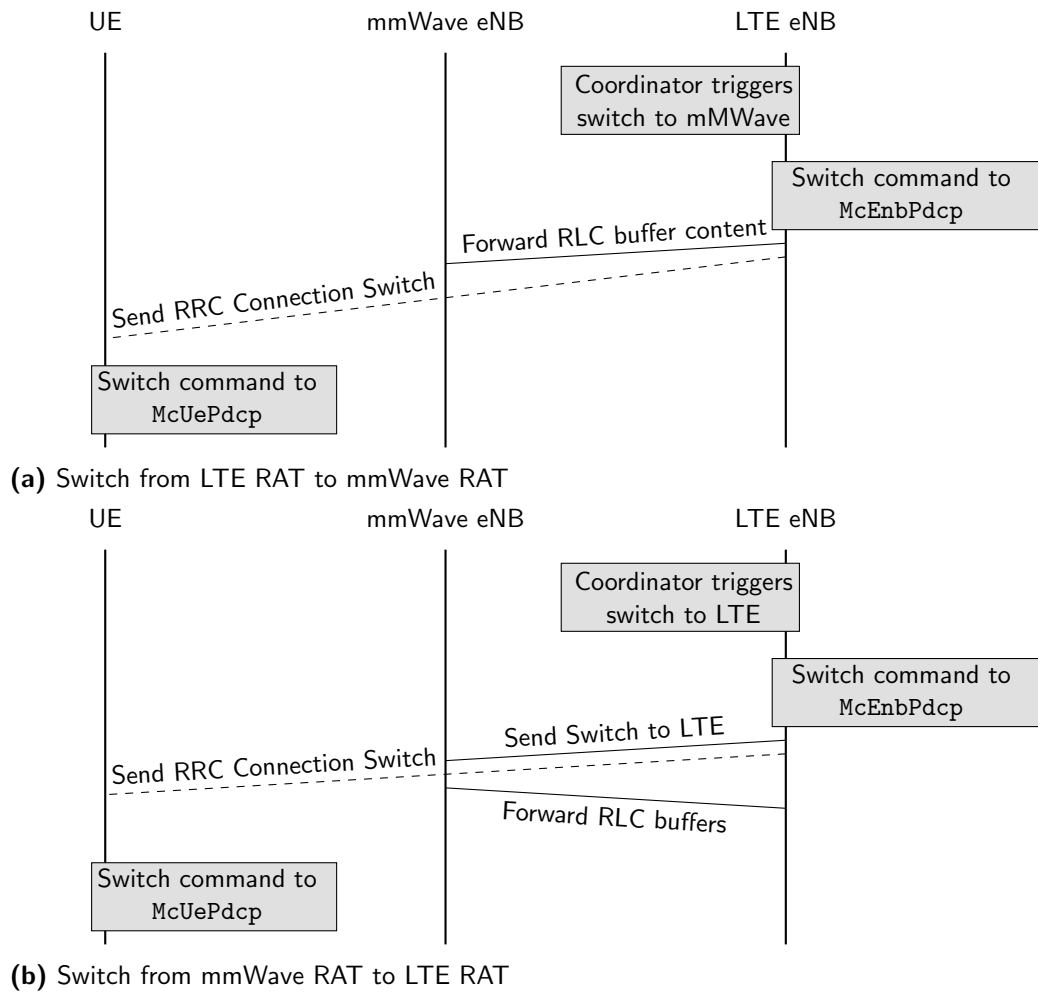 UE mmWave eNB LTE eNB
Coordinator triggers
switch to mMWave
Switch command to
McEnbPdcp
Forward RLC buffer content
Send RRC Connection Switch
Switch command to
McUePdcp
(a) Switch from LTE RAT to mmWave RAT
UE mmWave eNB LTE eNB
Coordinator triggers
switch to LTE
Switch command to
McEnbPdcp
Send Switch to LTE
Send RRC Connection Switch
Forward RLC buffers
Switch command to
McUePdcp
(b) Switch from mmWave RAT to LTE RAT